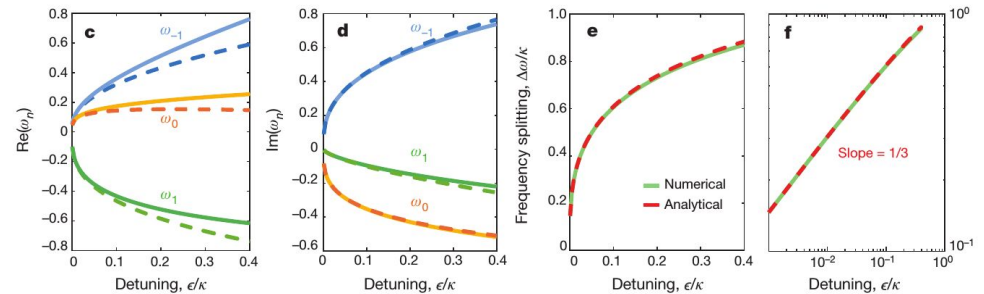 c
ω₋₁
ω₀
ω₁
Re(ωₙ)
0.8
0.6
0.4
0.2
0
−0.2
−0.4
−0.6
−0.8
0 0.1 0.2 0.3 0.4
Detuning, ϵ/κ
d
ω₋₁
ω₁
ω₀
Im(ωₙ)
0.8
0.6
0.4
0.2
0
−0.2
−0.4
−0.6
0 0.1 0.2 0.3 0.4
Detuning, ϵ/κ
e
Frequency splitting, Δω/κ
1.0
0.8
0.6
0.4
0.2
0
Numerical
Analytical
0 0.1 0.2 0.3 0.4
Detuning, ϵ/κ
f
10⁰
Slope = 1/3
10⁻¹
10⁻² 10⁻¹ 10⁰
Detuning, ϵ/κ